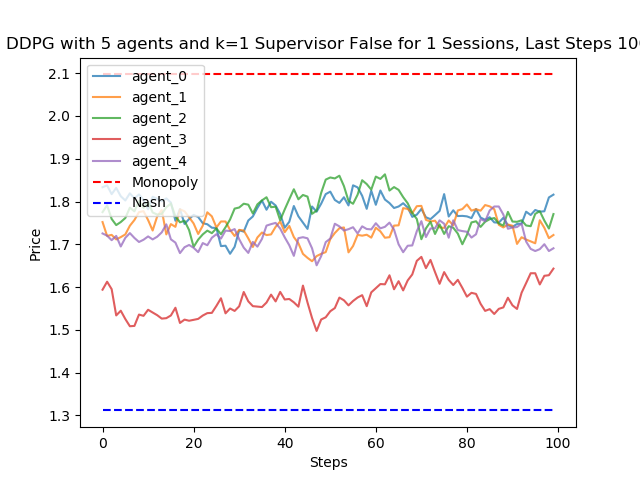 DDPG with 5 agents and k=1 Supervisor False for 1 Sessions, Last Steps 10
2.1
2.0
1.9
1.8
1.7
1.6
1.5
1.4
1.3
Price
agent_0
agent_1
agent_2
agent_3
agent_4
Monopoly
Nash
0 20 40 60 80 100
Steps